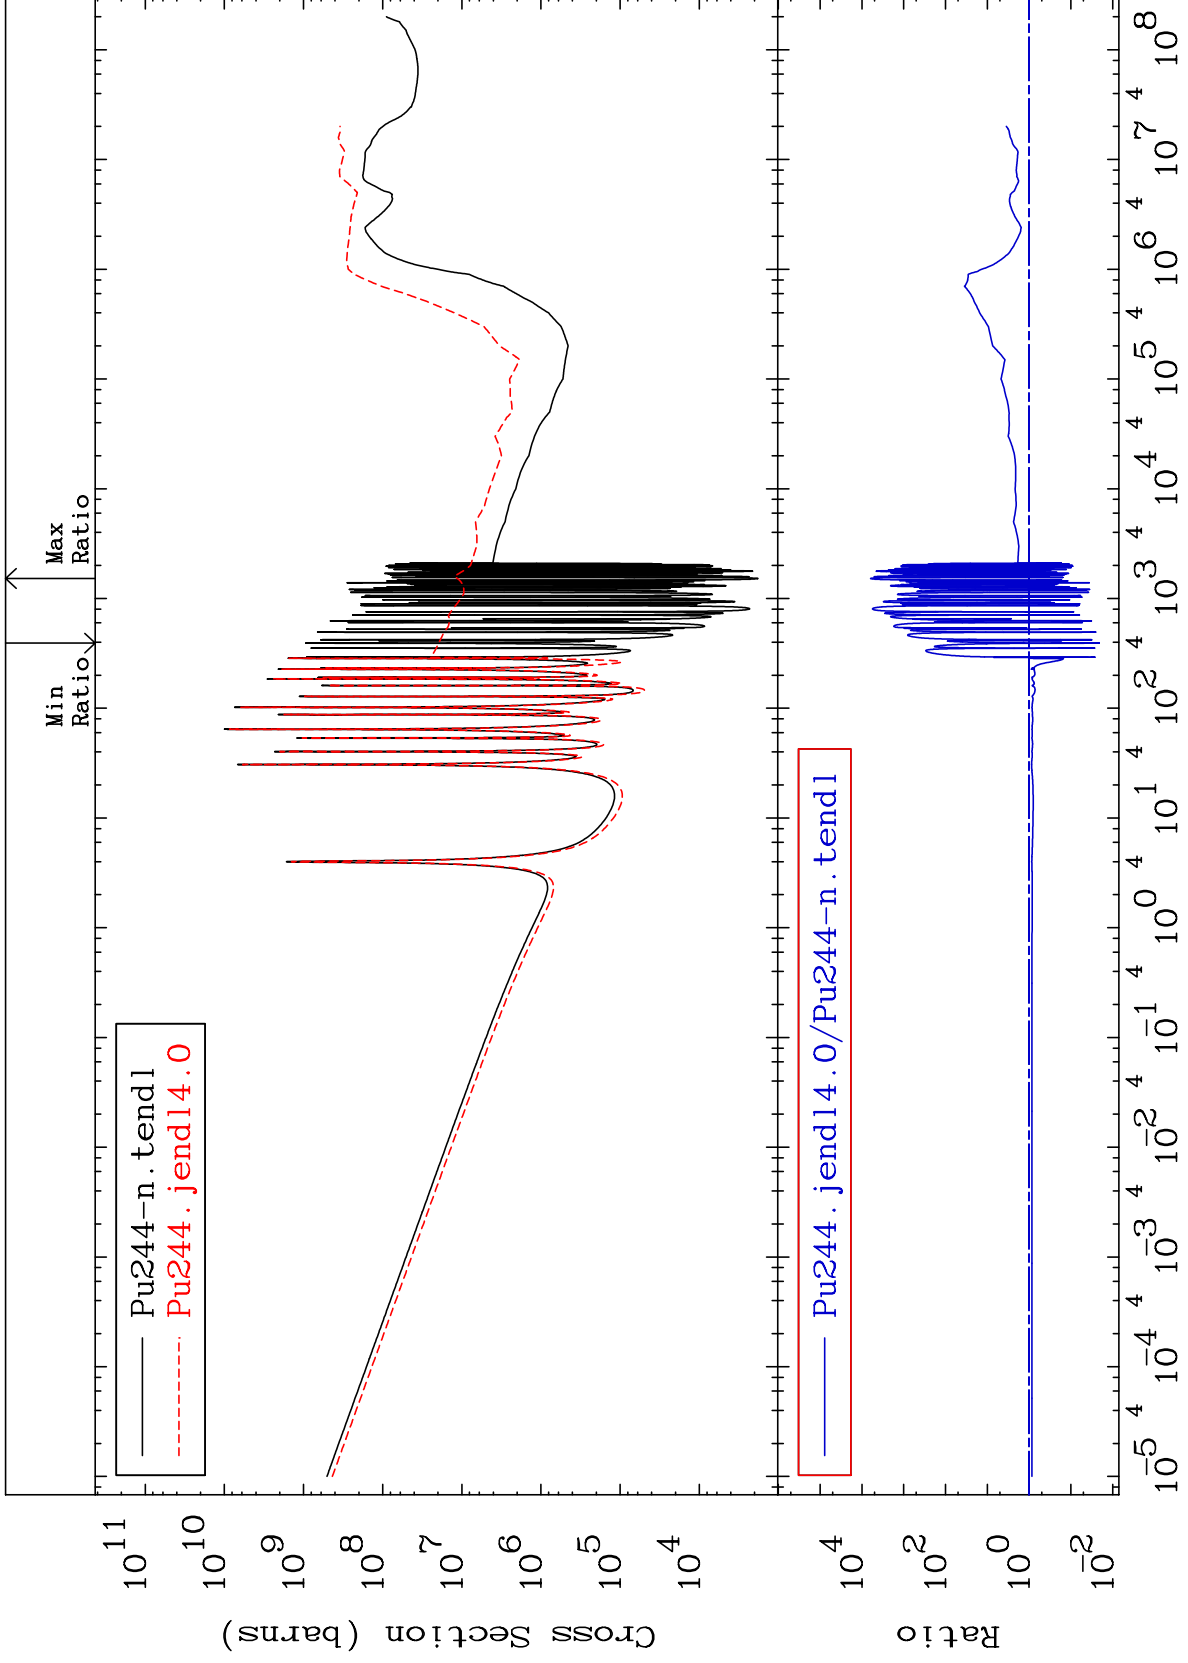 Max
Ratio
Min
Ratio
Pu244-n.tendl
Pu244.jendl4.0
10 11
10 10
10 9
10 8
10 7
10 6
10 5
10 4
Cross Section (barns)
Pu244.jendl4.0/Pu244-n.tendl
10 4
10 2
10 0
10 -2
Ratio
10 -5 4 10 -4 4 10 -3 4 10 -2 4 10 -1 4 10 0 4 10 1 4 10 2 4 10 3 4 10 4 4 10 5 4 10 6 4 10 7 4 10 8